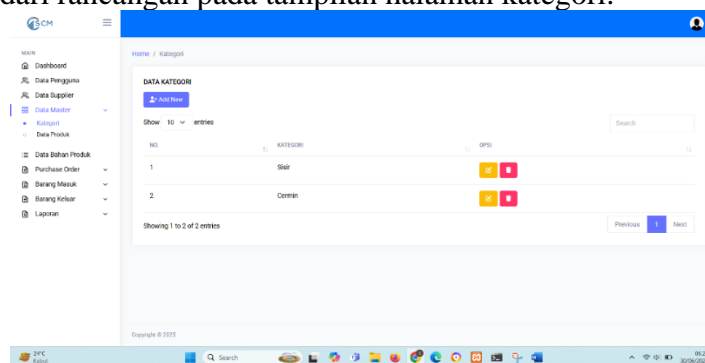 dari rancangan pada tampilan halaman kategori.
SCM
MAIN
Dashboard
Data Pengguna
Data Supplier
Data Master
Kategori
Data Produk
Data Bahan Produk
Purchase Order
Barang Masuk
Barang Keluar
Laporan
Home / Kategori
DATA KATEGORI
Add New
Show 10 entries
Search
NO. KATEGORI OPSI
1 Sisir
2 Cermin
Showing 1 to 2 of 2 entries
Previous 1 Next
Copyright © 2025
24°C
Kabut
Search